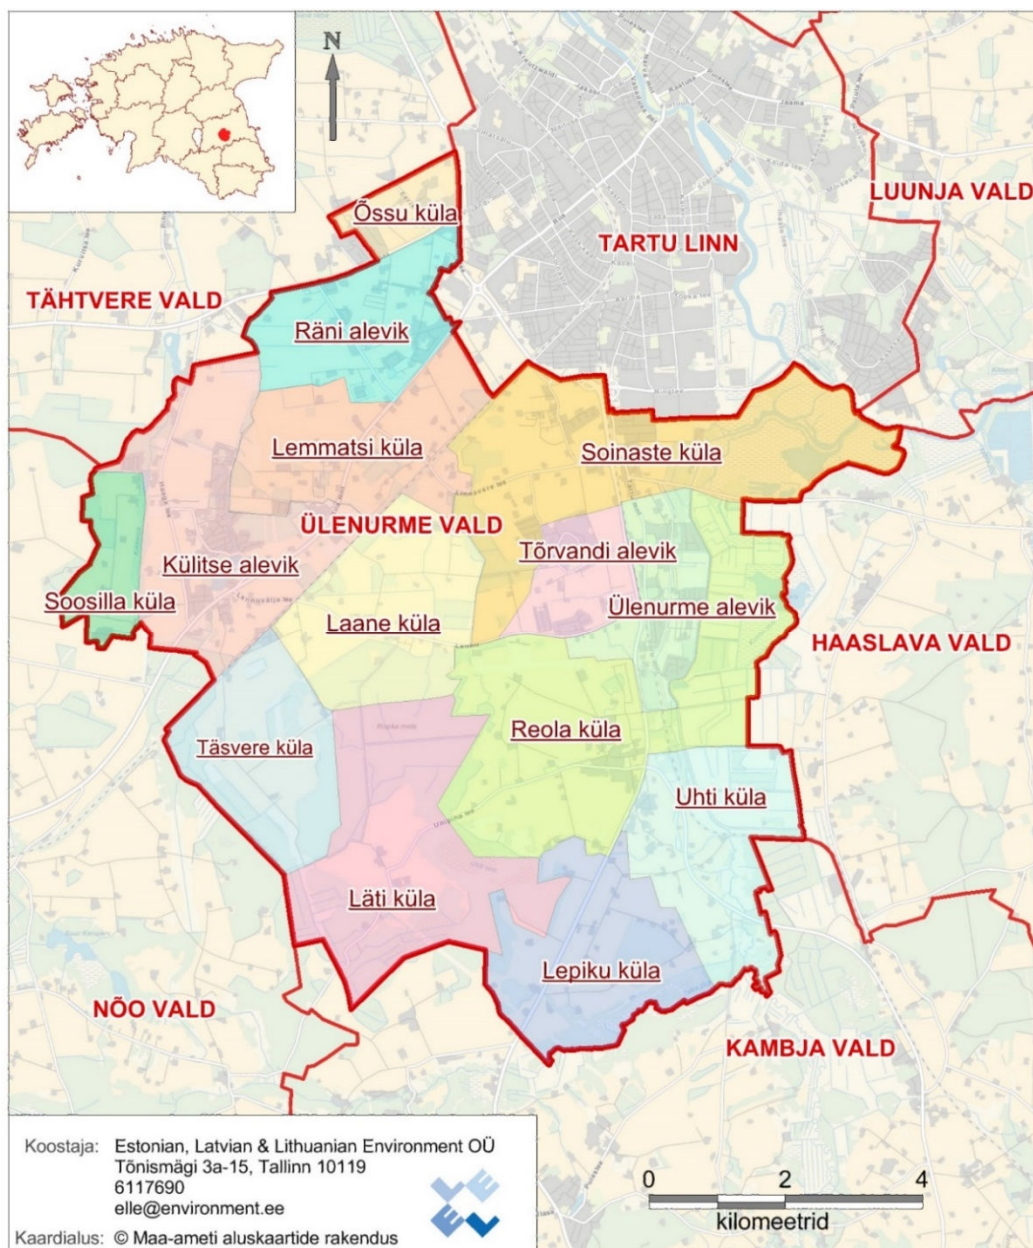 N
Õssu küla
LUUNJA VALD
TARTU LINN
TÄHTVERE VALD
Räni alevik
Lemmatsi küla
Soinaste küla
ÜLENURME VALD
Tõrvandi alevik
Külitse alevik
Soosilla küla
Ülenurme alevik
Laane küla
HAASLAVA VALD
Reola küla
Täsvere küla
Uhti küla
Läti küla
Lepiku küla
NÕO VALD
KAMBJA VALD
Koostaja: Estonian, Latvian & Lithuanian Environment OÜ
Tõnismägi 3a-15, Tallinn 10119
6117690
elle@environment.ee
Kaardialus: © Maa-ameti aluskaartide rakendus
0 2 4
kilomeetrid